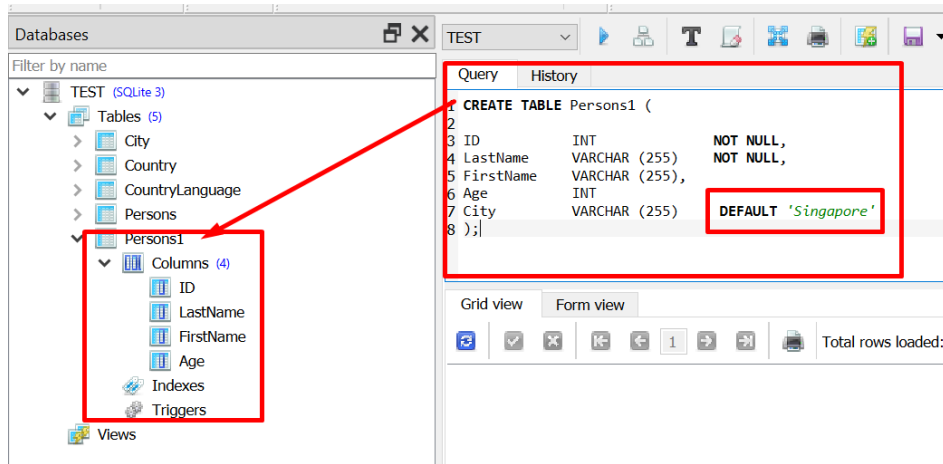 Databases
Filter by name
TEST (SQLite 3)
Tables (5)
City
Country
CountryLanguage
Persons
Persons1
Columns (4)
ID
LastName
FirstName
Age
Indexes
Triggers
Views
TEST
T
Query History
1 CREATE TABLE Persons1 (
2
3 ID INT NOT NULL,
4 LastName VARCHAR (255) NOT NULL,
5 FirstName VARCHAR (255),
6 Age INT
7 City VARCHAR (255) DEFAULT 'Singapore'
8 );
Grid view Form view
1 Total rows loaded: